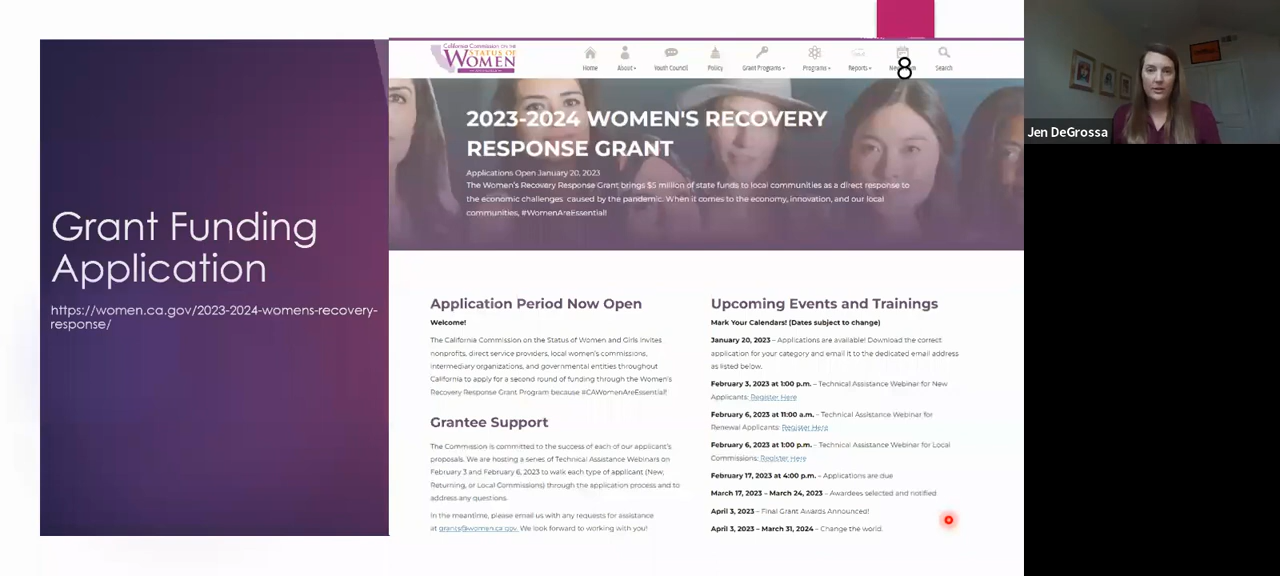 Grant Funding
Application
https://women.ca.gov/2023-2024-womens-recovery-
response/
California Commission on the
STATUS OF
WOMEN
Home
About
Youth Council
Policy
Grant Programs
Programs
Reports
Search
8
2023-2024 WOMEN'S RECOVERY
RESPONSE GRANT
Applications Open January 20, 2023
The Women's Recovery Response Grant brings $5 million of state funds to local communities as a direct response to
the economic challenges caused by the pandemic. When it comes to the economy, innovation, and our local
communities, #WomenAreEssential!
Application Period Now Open
Welcome!
The California Commission on the Status of Women and Girls invites
nonprofits, direct service providers, local women's commissions,
intermediary organizations, and governmental entities throughout
California to apply for a second round of funding through the Women's
Recovery Response Grant Program because #CAWomenAreEssential!
Grantee Support
The Commission is committed to the success of each of our applicant's
proposals. We are hosting a series of Technical Assistance Webinars on
February 3 and February 6, 2023 to walk each type of applicant (New,
Returning, or Local Commissions) through the application process and to
address any questions.
In the meantime, please email us with any requests for assistance
at grants@women.ca.gov. We look forward to working with you!
Upcoming Events and Trainings
Mark Your Calendars! (Dates subject to change)
January 20, 2023 – Applications are available! Download the correct
application for your category and email it to the dedicated email address
as listed below.
February 3, 2023 at 1:00 p.m. – Technical Assistance Webinar for New
Applicants: Register Here
February 6, 2023 at 11:00 a.m. – Technical Assistance Webinar for
Renewal Applicants: Register Here
February 6, 2023 at 1:00 p.m. – Technical Assistance Webinar for Local
Commissions: Register Here
February 17, 2023 at 4:00 p.m. – Applications are due
March 17, 2023 – March 24, 2023 – Awardees selected and notified
April 3, 2023 – Final Grant Awards Announced!
April 3, 2023 – March 31, 2024 – Change the world.
Jen DeGrossa